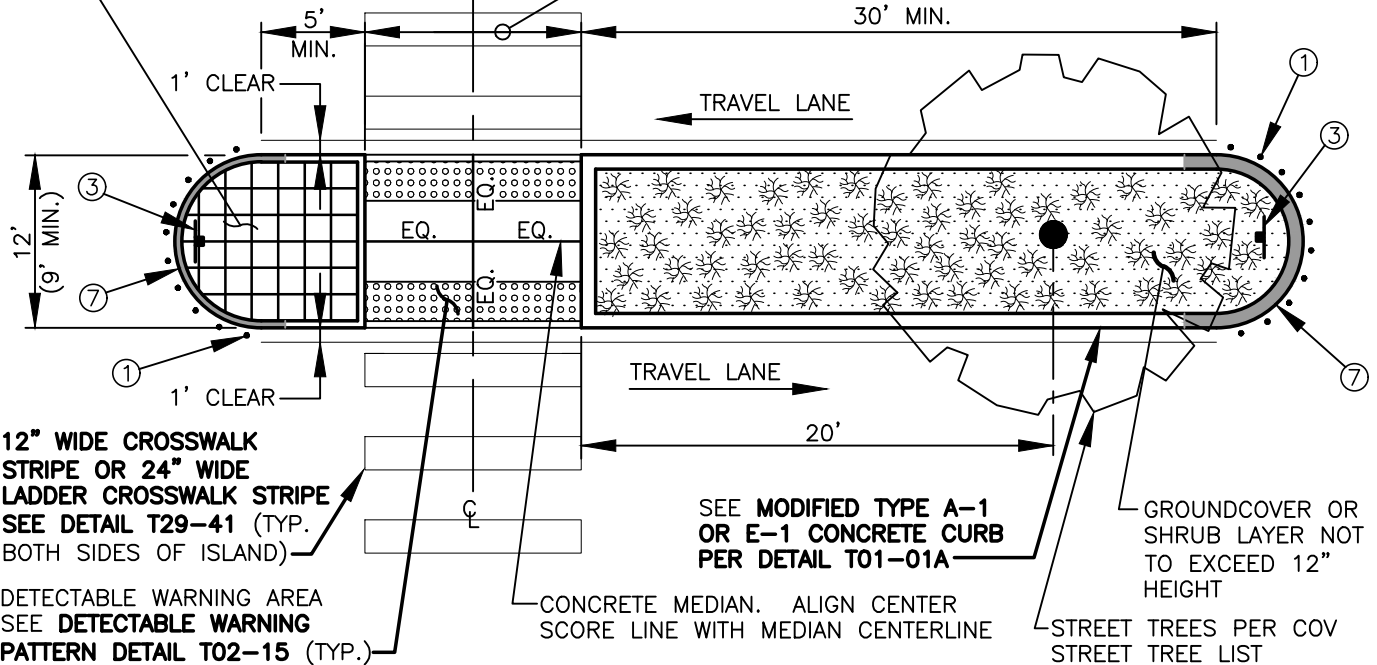 5'
MIN.
30' MIN.
1' CLEAR
TRAVEL LANE
1
3
3
12'
(9' MIN.)
EQ.
EQ.
EQ.
EQ.
7
7
1
1' CLEAR
TRAVEL LANE
20'
12" WIDE CROSSWALK
STRIPE OR 24" WIDE
LADDER CROSSWALK STRIPE
SEE DETAIL T29-41 (TYP.
BOTH SIDES OF ISLAND)
DETECTABLE WARNING AREA
SEE DETECTABLE WARNING
PATTERN DETAIL T02-15 (TYP.)
CL
CONCRETE MEDIAN. ALIGN CENTER
SCORE LINE WITH MEDIAN CENTERLINE
SEE MODIFIED TYPE A-1
OR E-1 CONCRETE CURB
PER DETAIL T01-01A
GROUNDCOVER OR
SHRUB LAYER NOT
TO EXCEED 12"
HEIGHT
STREET TREES PER COV
STREET TREE LIST